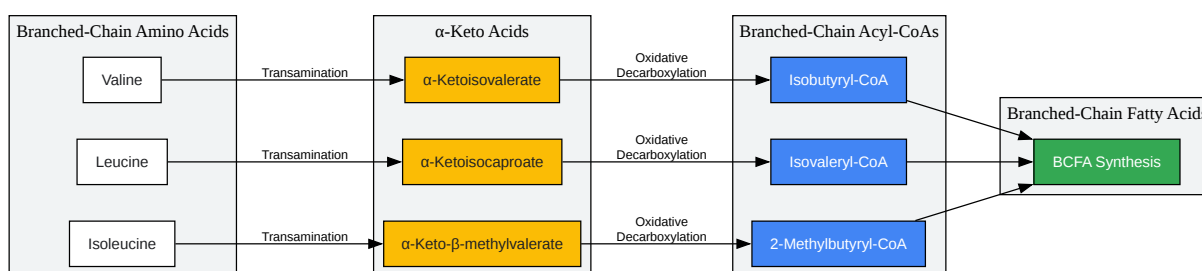 Branched-Chain Amino Acids
α-Keto Acids
Branched-Chain Acyl-CoAs
Branched-Chain Fatty Acids
Valine
Transamination
α-Ketoisovalerate
Oxidative
Decarboxylation
Isobutyryl-CoA
Leucine
Transamination
α-Ketoisocaproate
Oxidative
Decarboxylation
Isovaleryl-CoA
BCFA Synthesis
Isoleucine
Transamination
α-Keto-β-methylvalerate
Oxidative
Decarboxylation
2-Methylbutyryl-CoA